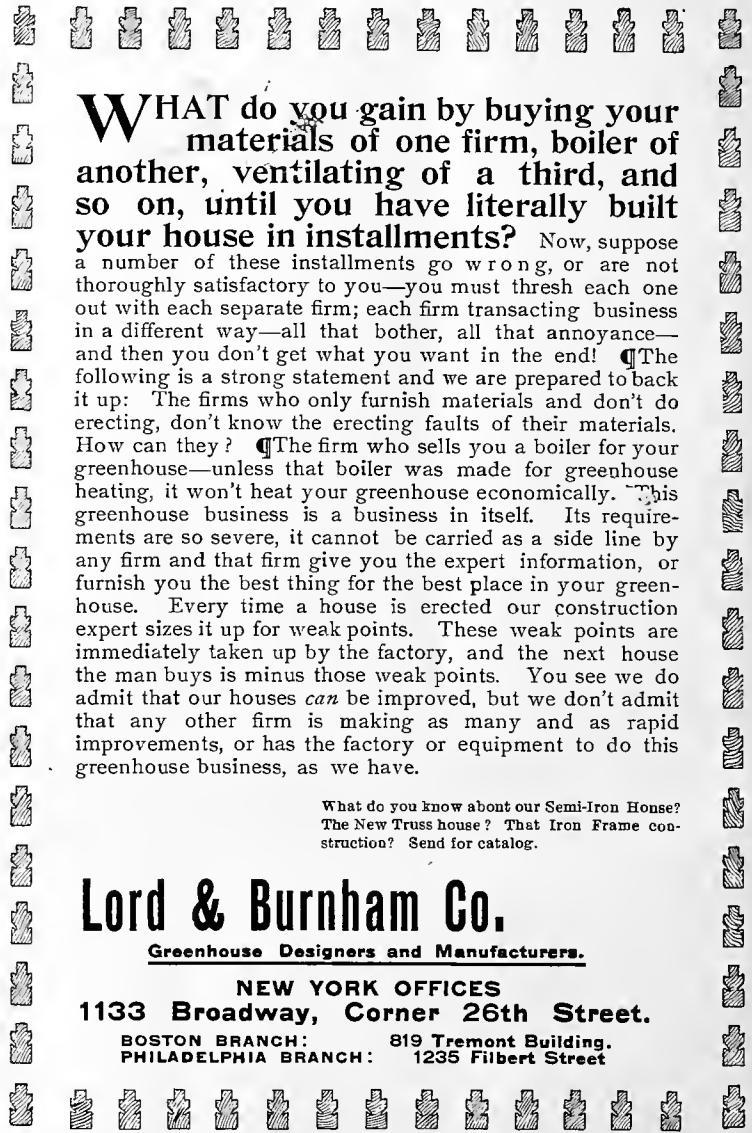 WHAT do you gain by buying your
materials of one firm, boiler of
another, ventilating of a third, and
so on, until you have literally built
your house in installments? Now, suppose
a number of these installments go wrong, or are not
thoroughly satisfactory to you—you must thresh each one
out with each separate firm; each firm transacting business
in a different way—all that bother, all that annoyance—
and then you don't get what you want in the end! ¶The
following is a strong statement and we are prepared to back
it up: The firms who only furnish materials and don't do
erecting, don't know the erecting faults of their materials.
How can they? ¶The firm who sells you a boiler for your
greenhouse—unless that boiler was made for greenhouse
heating, it won't heat your greenhouse economically. This
greenhouse business is a business in itself. Its require-
ments are so severe, it cannot be carried as a side line by
any firm and that firm give you the expert information, or
furnish you the best thing for the best place in your green-
house. Every time a house is erected our construction
expert sizes it up for weak points. These weak points are
immediately taken up by the factory, and the next house
the man buys is minus those weak points. You see we do
admit that our houses can be improved, but we don't admit
that any other firm is making as many and as rapid
improvements, or has the factory or equipment to do this
greenhouse business, as we have.
What do you know abont our Semi-Iron Honse?
The New Truss house? That Iron Frame con-
struction? Send for catalog.
Lord & Burnham Co.
Greenhouse Designers and Manufacturers.
NEW YORK OFFICES
1133 Broadway, Corner 26th Street.
BOSTON BRANCH: 819 Tremont Building.
PHILADELPHIA BRANCH: 1235 Filbert Street